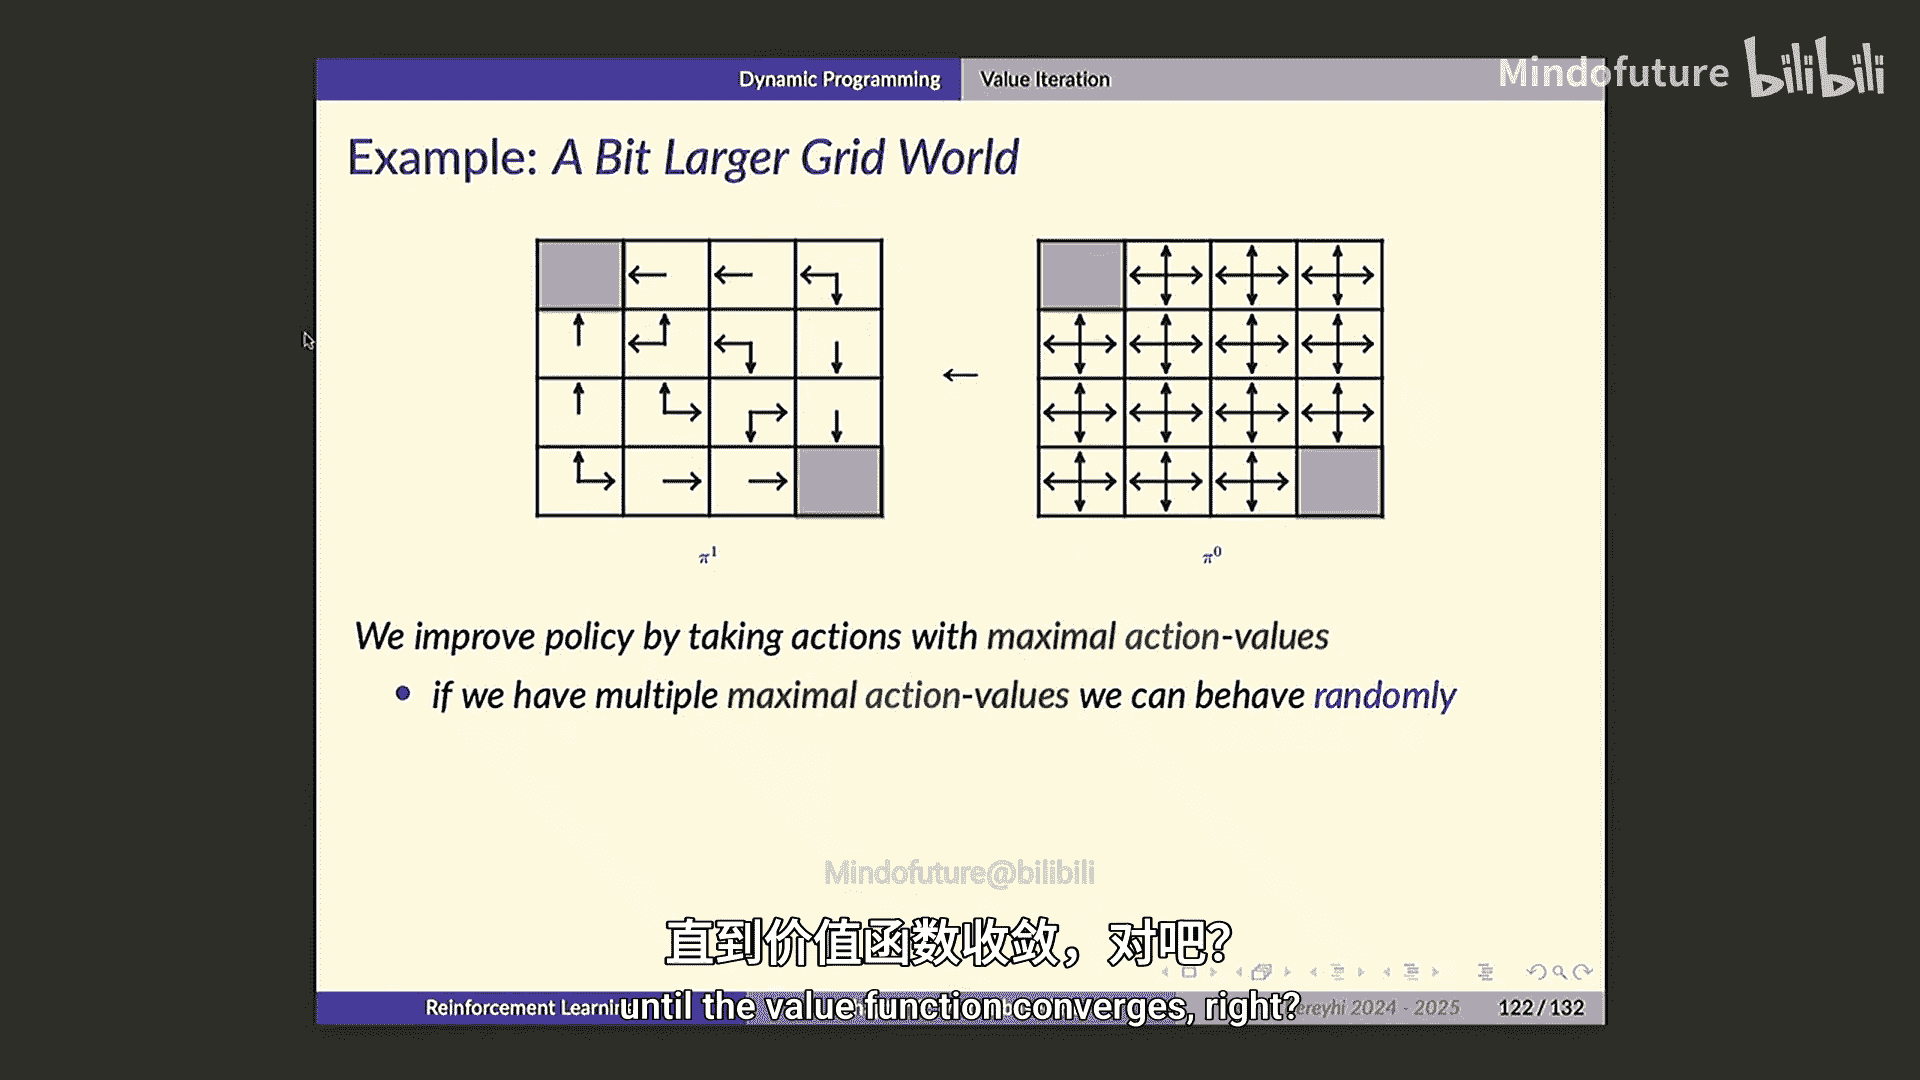 Dynamic Programming
Value Iteration
Mindofuture bilibili
Example: A Bit Larger Grid World
π¹
π⁰
We improve policy by taking actions with maximal action-values
• if we have multiple maximal action-values we can behave randomly
Mindofuture@bilibili
直到价值函数收敛，对吧？
Reinforcement
until the value function converges, right?
2024 - 2025
122 / 132